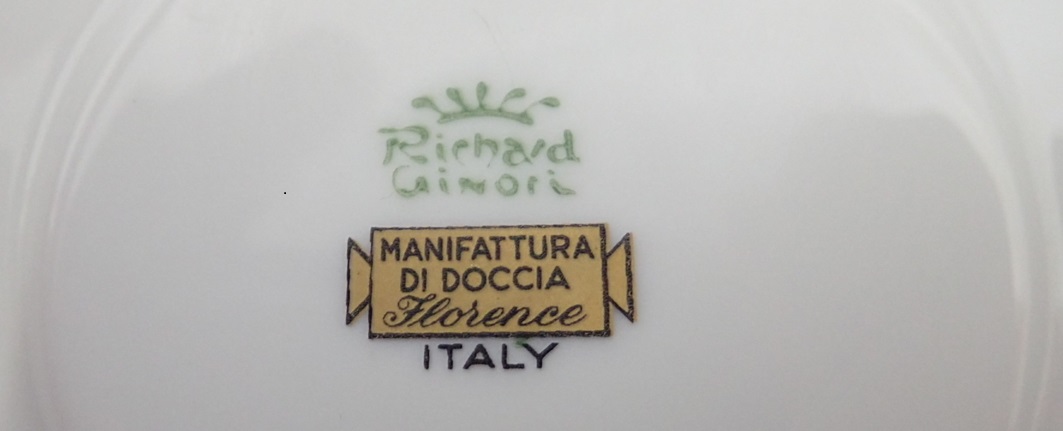 Richard
Ginori
MANIFATTURA
DI DOCCIA
Florence
ITALY